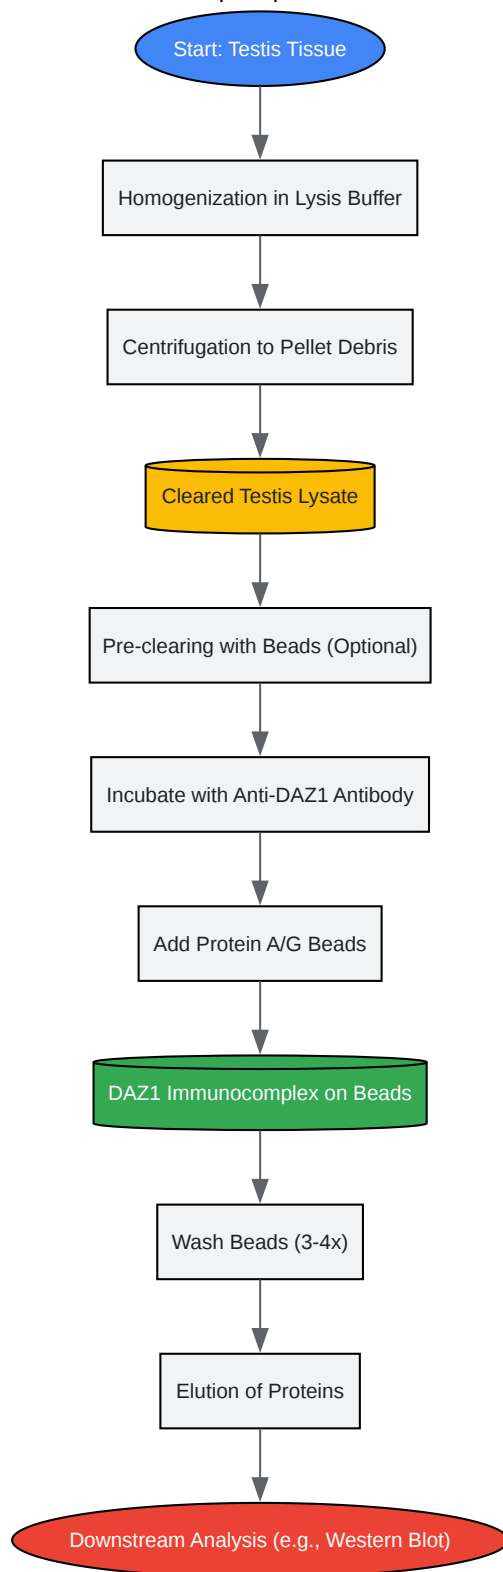 Start: Testis Tissue
Homogenization in Lysis Buffer
Centrifugation to Pellet Debris
Cleared Testis Lysate
Pre-clearing with Beads (Optional)
Incubate with Anti-DAZ1 Antibody
Add Protein A/G Beads
DAZ1 Immunocomplex on Beads
Wash Beads (3-4x)
Elution of Proteins
Downstream Analysis (e.g., Western Blot)